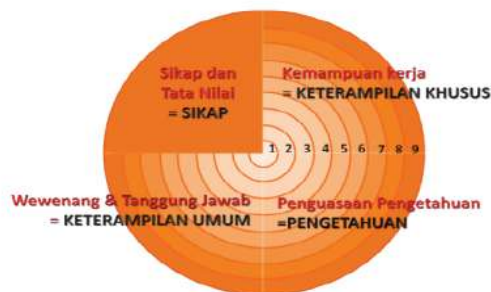 Sikap dan
Tata Nilai
= SIKAP
Kemampuan kerja
= KETERAMPILAN KHUSUS
1 2 3 4 5 6 7 8 9
Wewenang & Tanggung Jawab
= KETERAMPILAN UMUM
Penguasaan Pengetahuan
=PENGETAHUAN